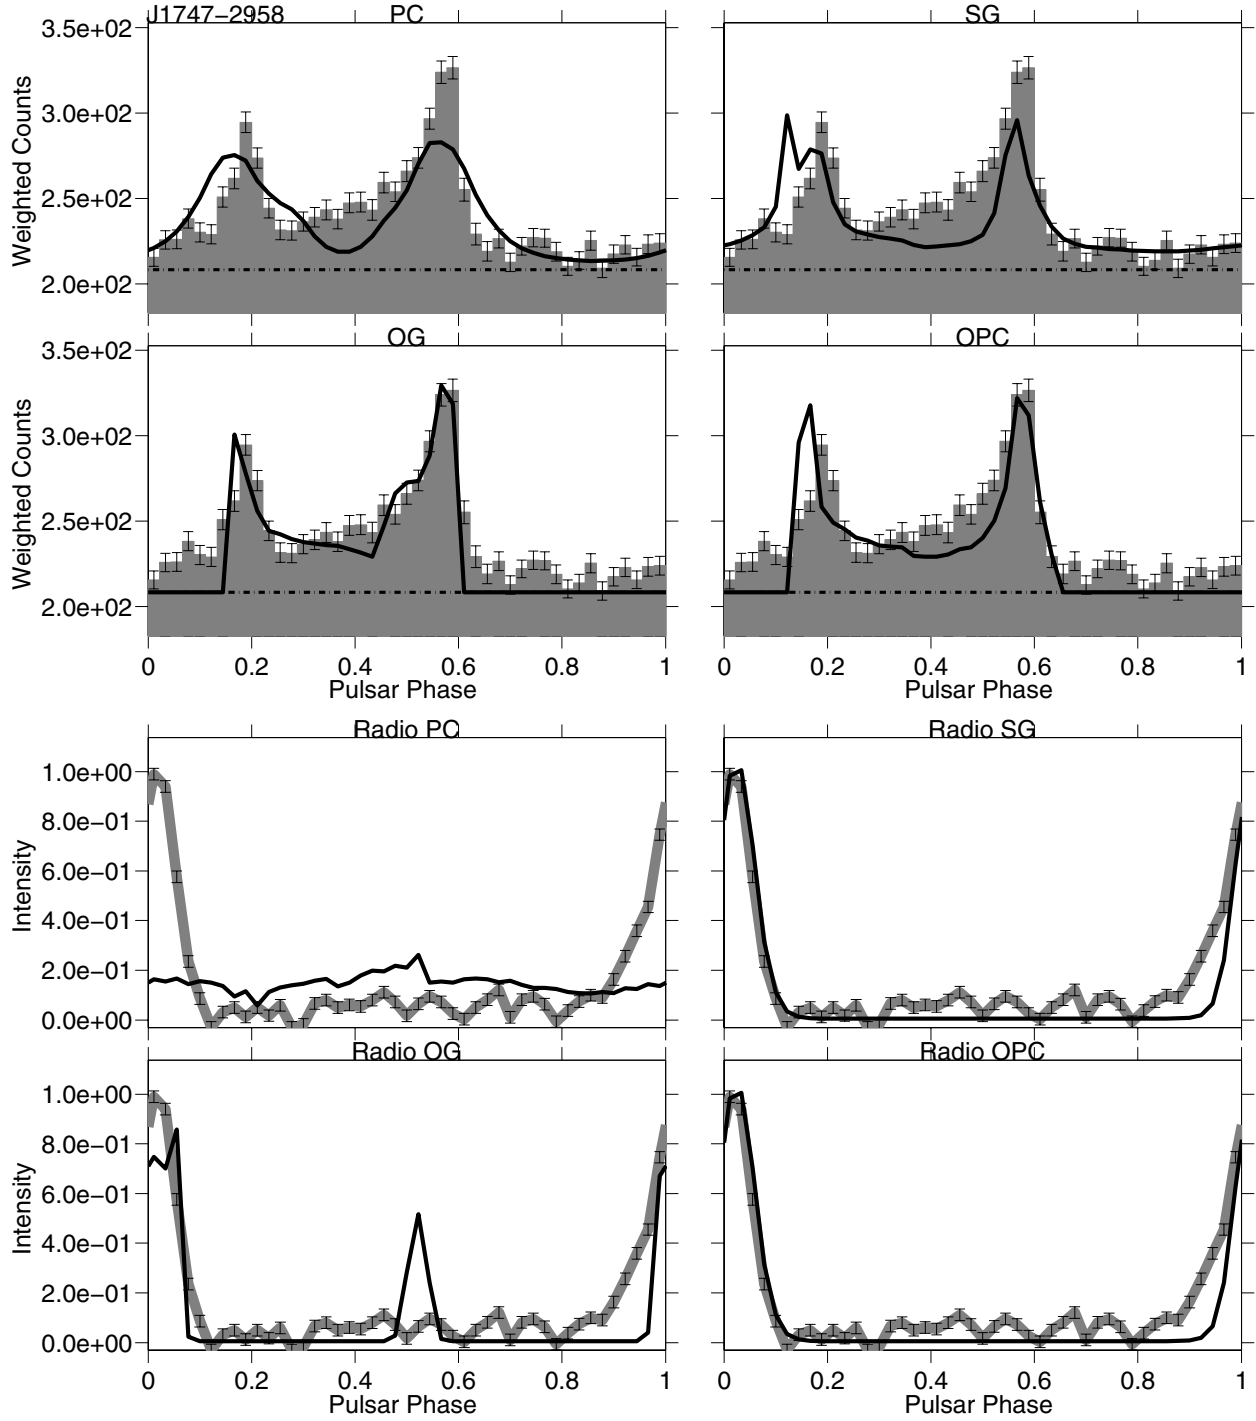 J1747−2958 PC SG
3.5e+02
3.0e+02
2.5e+02
2.0e+02
Weighted Counts
OG OPC
3.5e+02
3.0e+02
2.5e+02
2.0e+02
Weighted Counts
0 0.2 0.4 0.6 0.8 1 0 0.2 0.4 0.6 0.8 1
Pulsar Phase Pulsar Phase
Radio PC Radio SG
1.0e+00
8.0e−01
6.0e−01
4.0e−01
2.0e−01
0.0e+00
Intensity
Radio OG Radio OPC
1.0e+00
8.0e−01
6.0e−01
4.0e−01
2.0e−01
0.0e+00
Intensity
0 0.2 0.4 0.6 0.8 1 0 0.2 0.4 0.6 0.8 1
Pulsar Phase Pulsar Phase